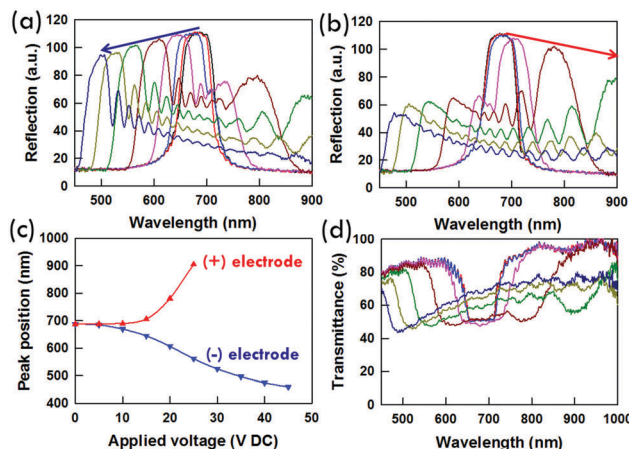 (a)
120
100
80
60
40
20
0
Reflection (a.u.)
500 600 700 800 900
Wavelength (nm)
(b)
120
100
80
60
40
20
0
Reflection (a.u.)
500 600 700 800 900
Wavelength (nm)
(c)
1000
900
800
700
600
500
400
Peak position (nm)
(+) electrode
(-) electrode
0 10 20 30 40 50
Applied voltage (V DC)
(d)
100
80
60
40
20
0
Transmittance (%)
500 600 700 800 900 1000
Wavelength (nm)